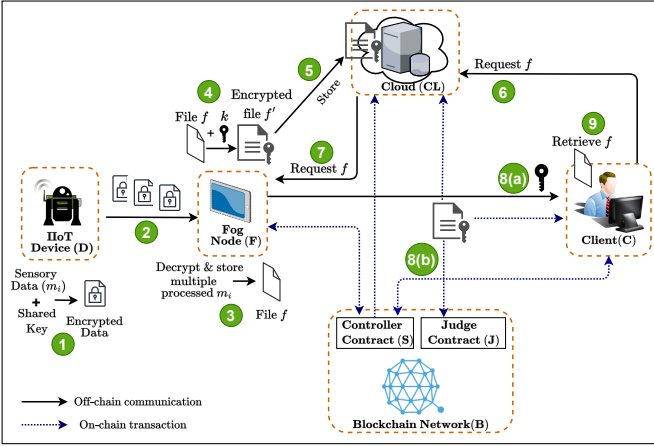 Cloud (CL)
5
Store
4
File f
+
k
Encrypted
file f′
7
Request f
Request f
6
9
Retrieve f
8(a)
Client(C)
IIoT
Device (D)
2
Fog
Node (F)
8(b)
Sensory
Data (mi)
+
Shared
Key
Encrypted
Data
1
Decrypt & store
multiple
processed mi
3
File f
Controller
Contract (S)
Judge
Contract (J)
Blockchain Network(B)
Off-chain communication
On-chain transaction